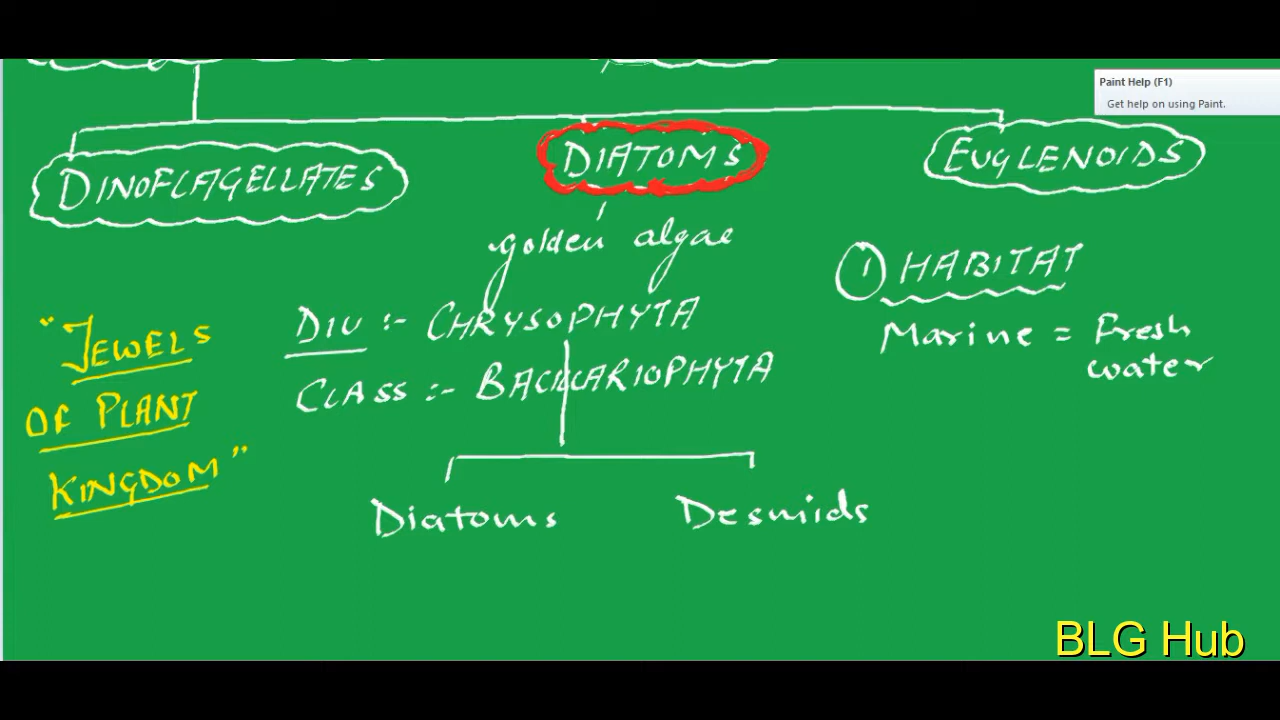 Paint Help (F1)
Get help on using Paint.
DINOFLAGELLATES
DIATOMS
EUGLENOIDS
golden algae
DIV :- CHRYSOPHYTA
CLASS :- BACILLARIOPHYTA
Diatoms
Desmids
"JEWELS
OF PLANT
KINGDOM"
1 HABITAT
Marine = Fresh
water
BLG Hub